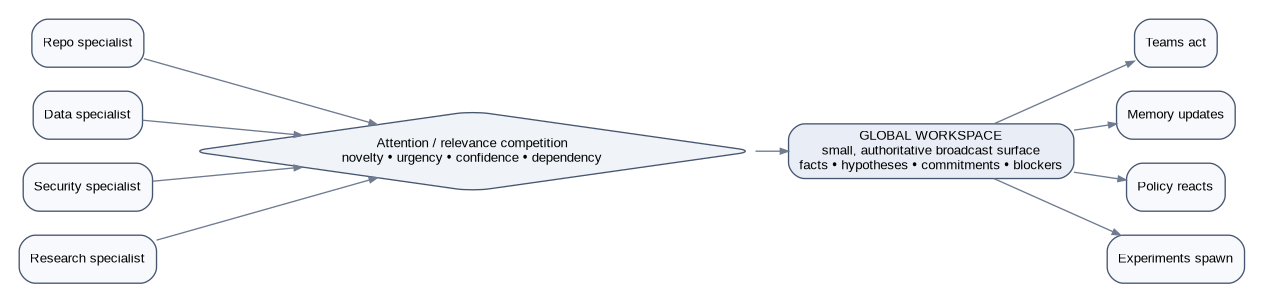 Repo specialist
Data specialist
Security specialist
Research specialist
Attention / relevance competition
novelty • urgency • confidence • dependency
GLOBAL WORKSPACE
small, authoritative broadcast surface
facts • hypotheses • commitments • blockers
Teams act
Memory updates
Policy reacts
Experiments spawn